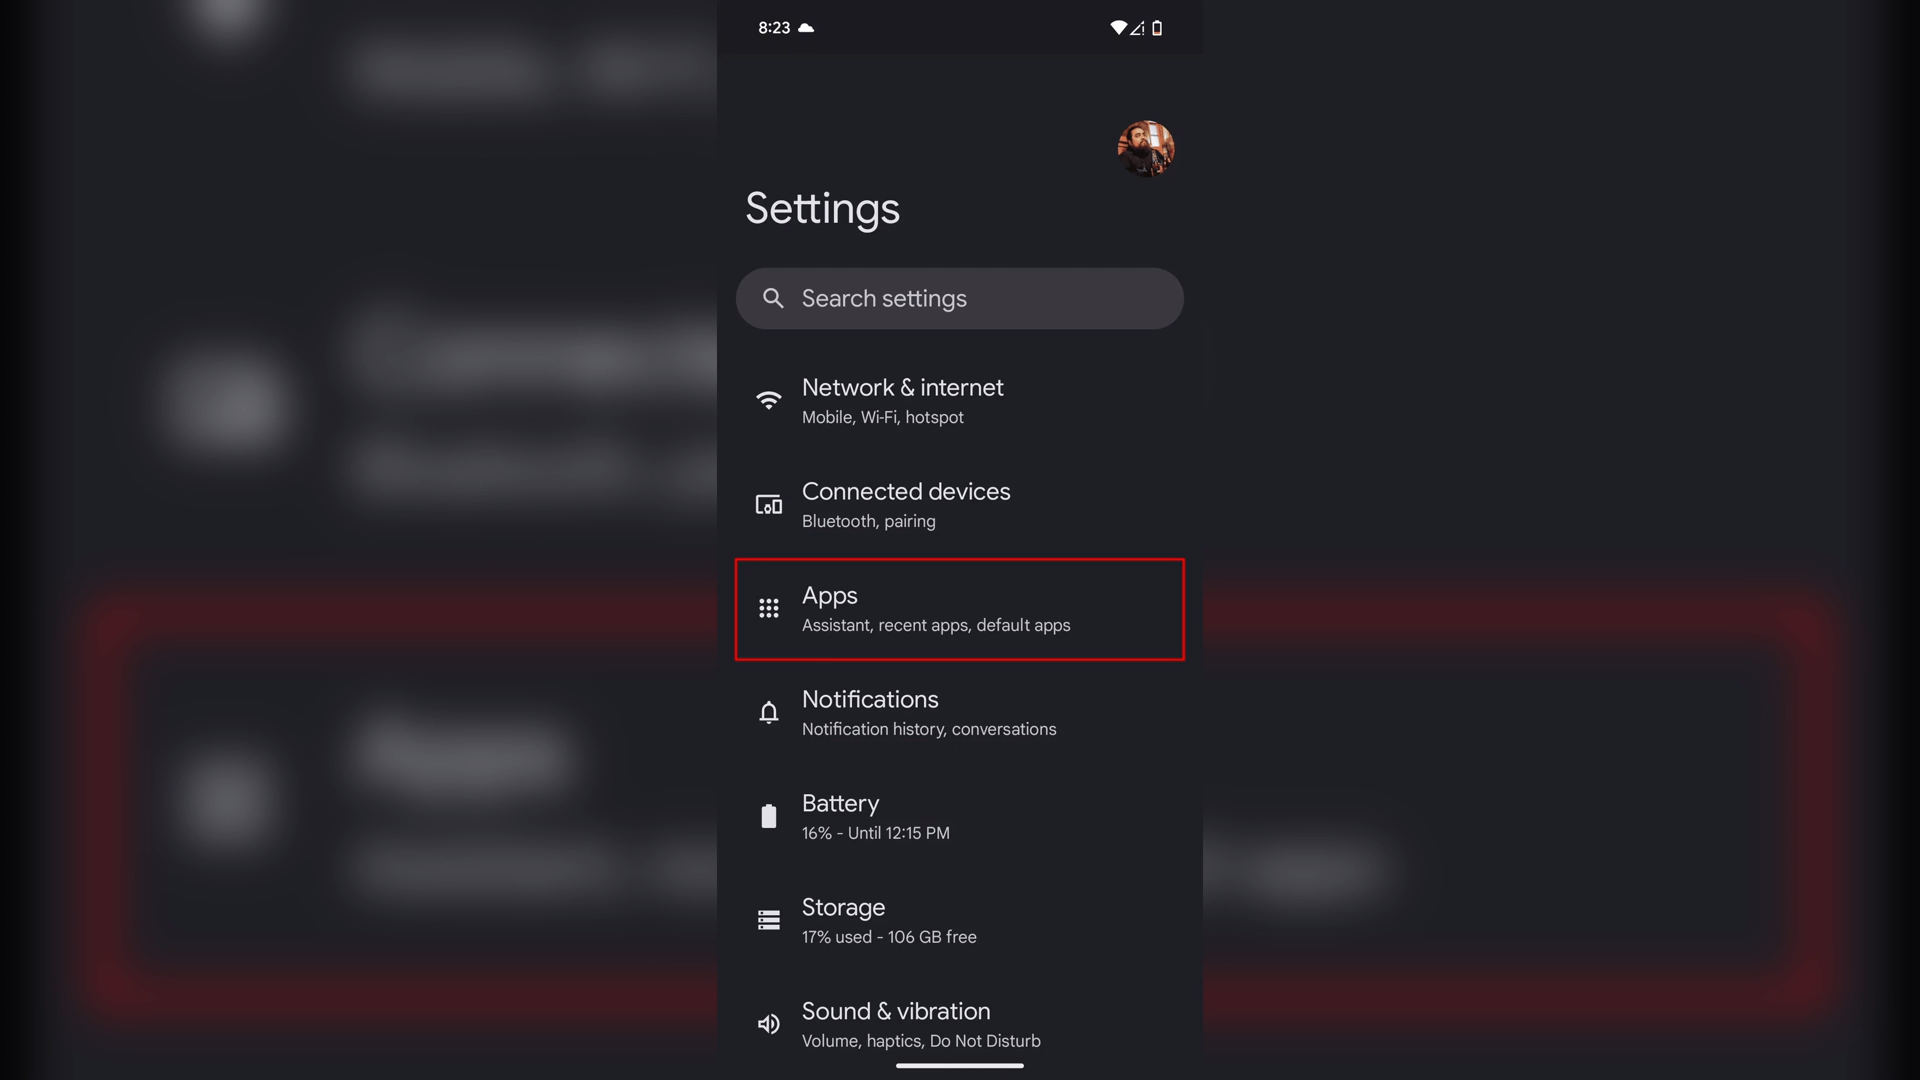 8:23
Settings
Search settings
Network & internet
Mobile, Wi-Fi, hotspot
Connected devices
Bluetooth, pairing
Apps
Assistant, recent apps, default apps
Notifications
Notification history, conversations
Battery
16% - Until 12:15 PM
Storage
17% used - 106 GB free
Sound & vibration
Volume, haptics, Do Not Disturb